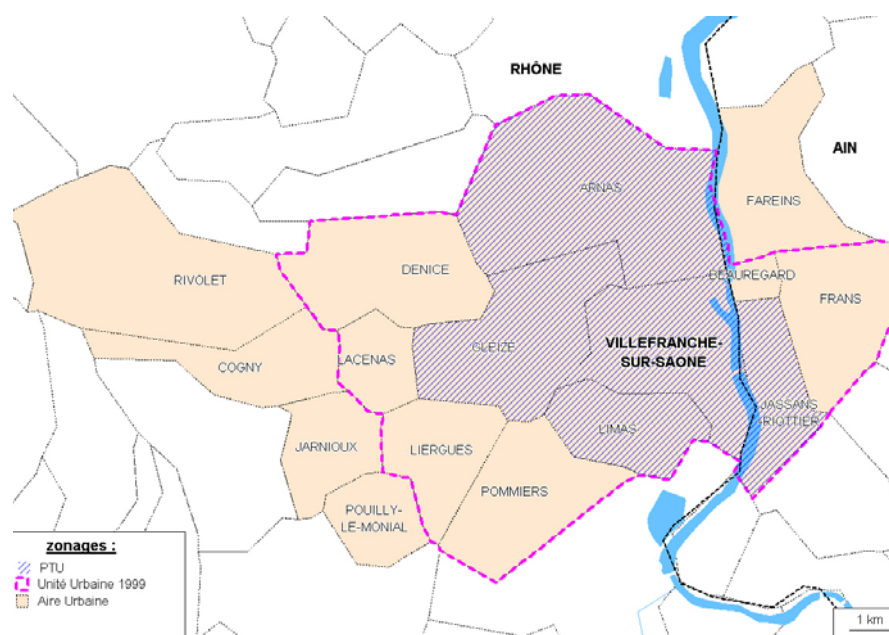 RHÔNE
AIN
ARNAS
FAREINS
DENICE
BEAUREGARD
RIVOLET
FRANS
GLEIZE
VILLEFRANCHE-
SUR-SAONE
LACENAS
COGNY
JASSANS
-RIOTTIER
LIMAS
JARNIOUX
LIERGUES
POMMIERS
POUILLY-
LE-MONIAL
zonages :
PTU
Unité Urbaine 1999
Aire Urbaine
1 km